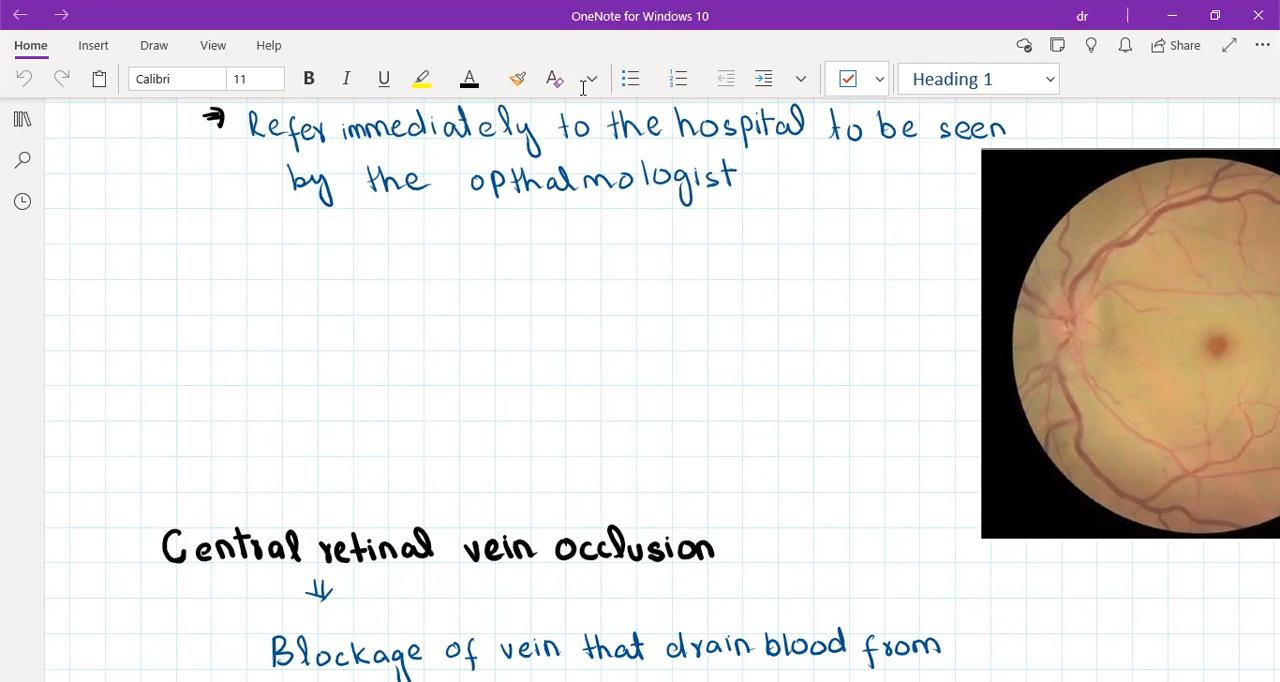 OneNote for Windows 10
dr
Home Insert Draw View Help
Share
Calibri 11 B I U A A Heading 1
Refer immediately to the hospital to be seen
by the opthalmologist
Central retinal vein occlusion
Blockage of vein that drain blood from